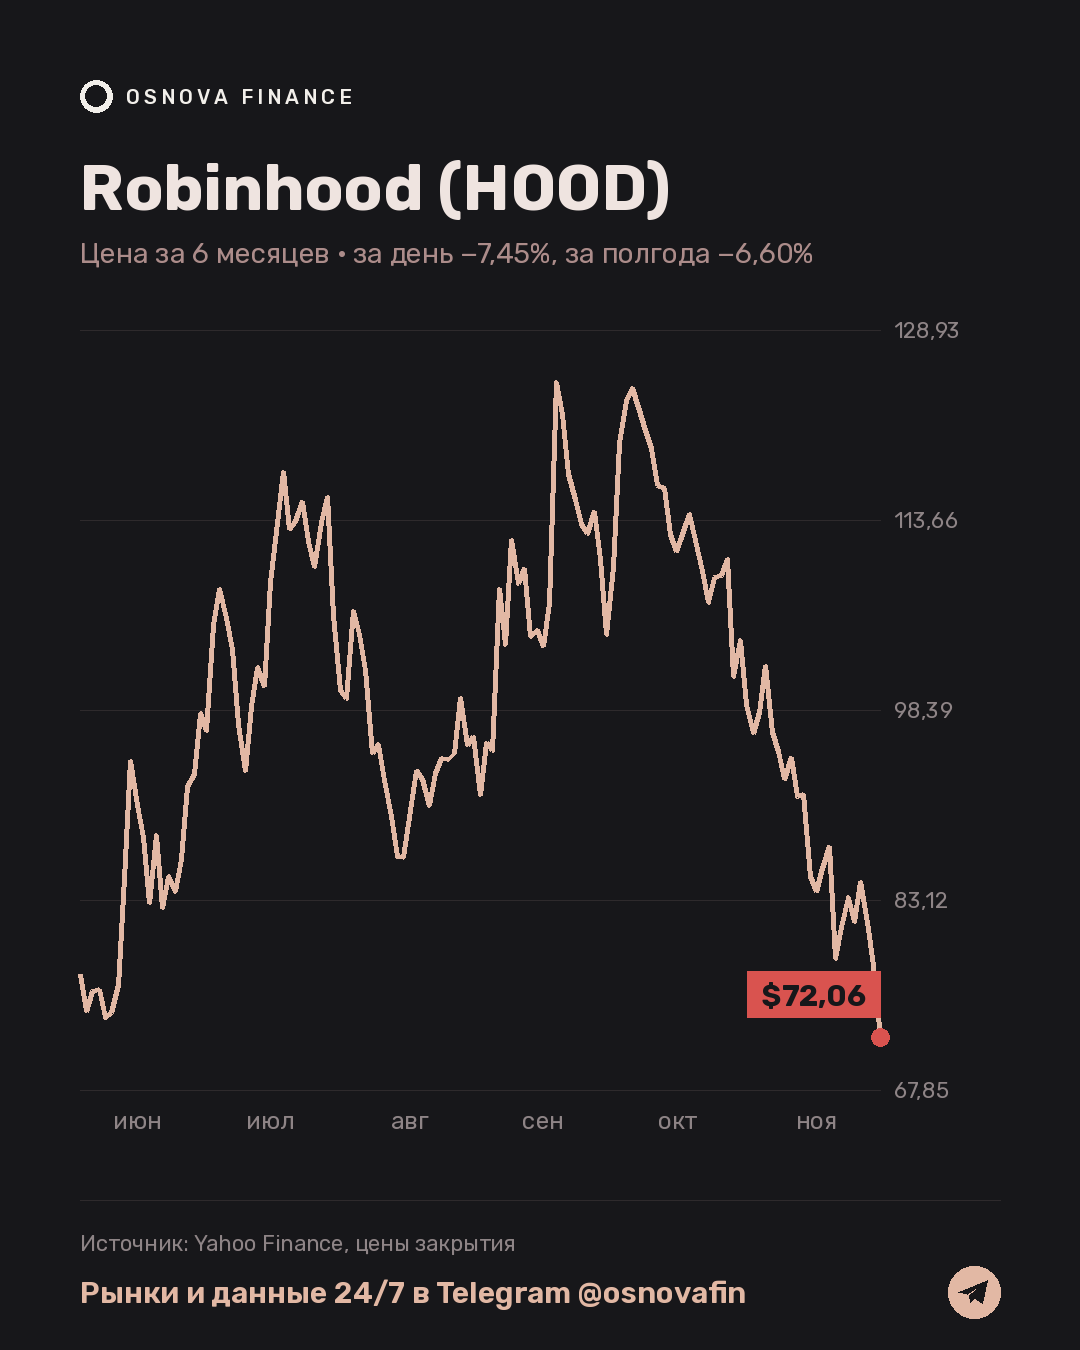 OSNOVA FINANCE
Robinhood (HOOD)
Цена за 6 месяцев • за день −7,45%, за полгода −6,60%
128,93
113,66
98,39
83,12
$72,06
67,85
июн июл авг сен окт ноя
Источник: Yahoo Finance, цены закрытия
Рынки и данные 24/7 в Telegram @osnovafin